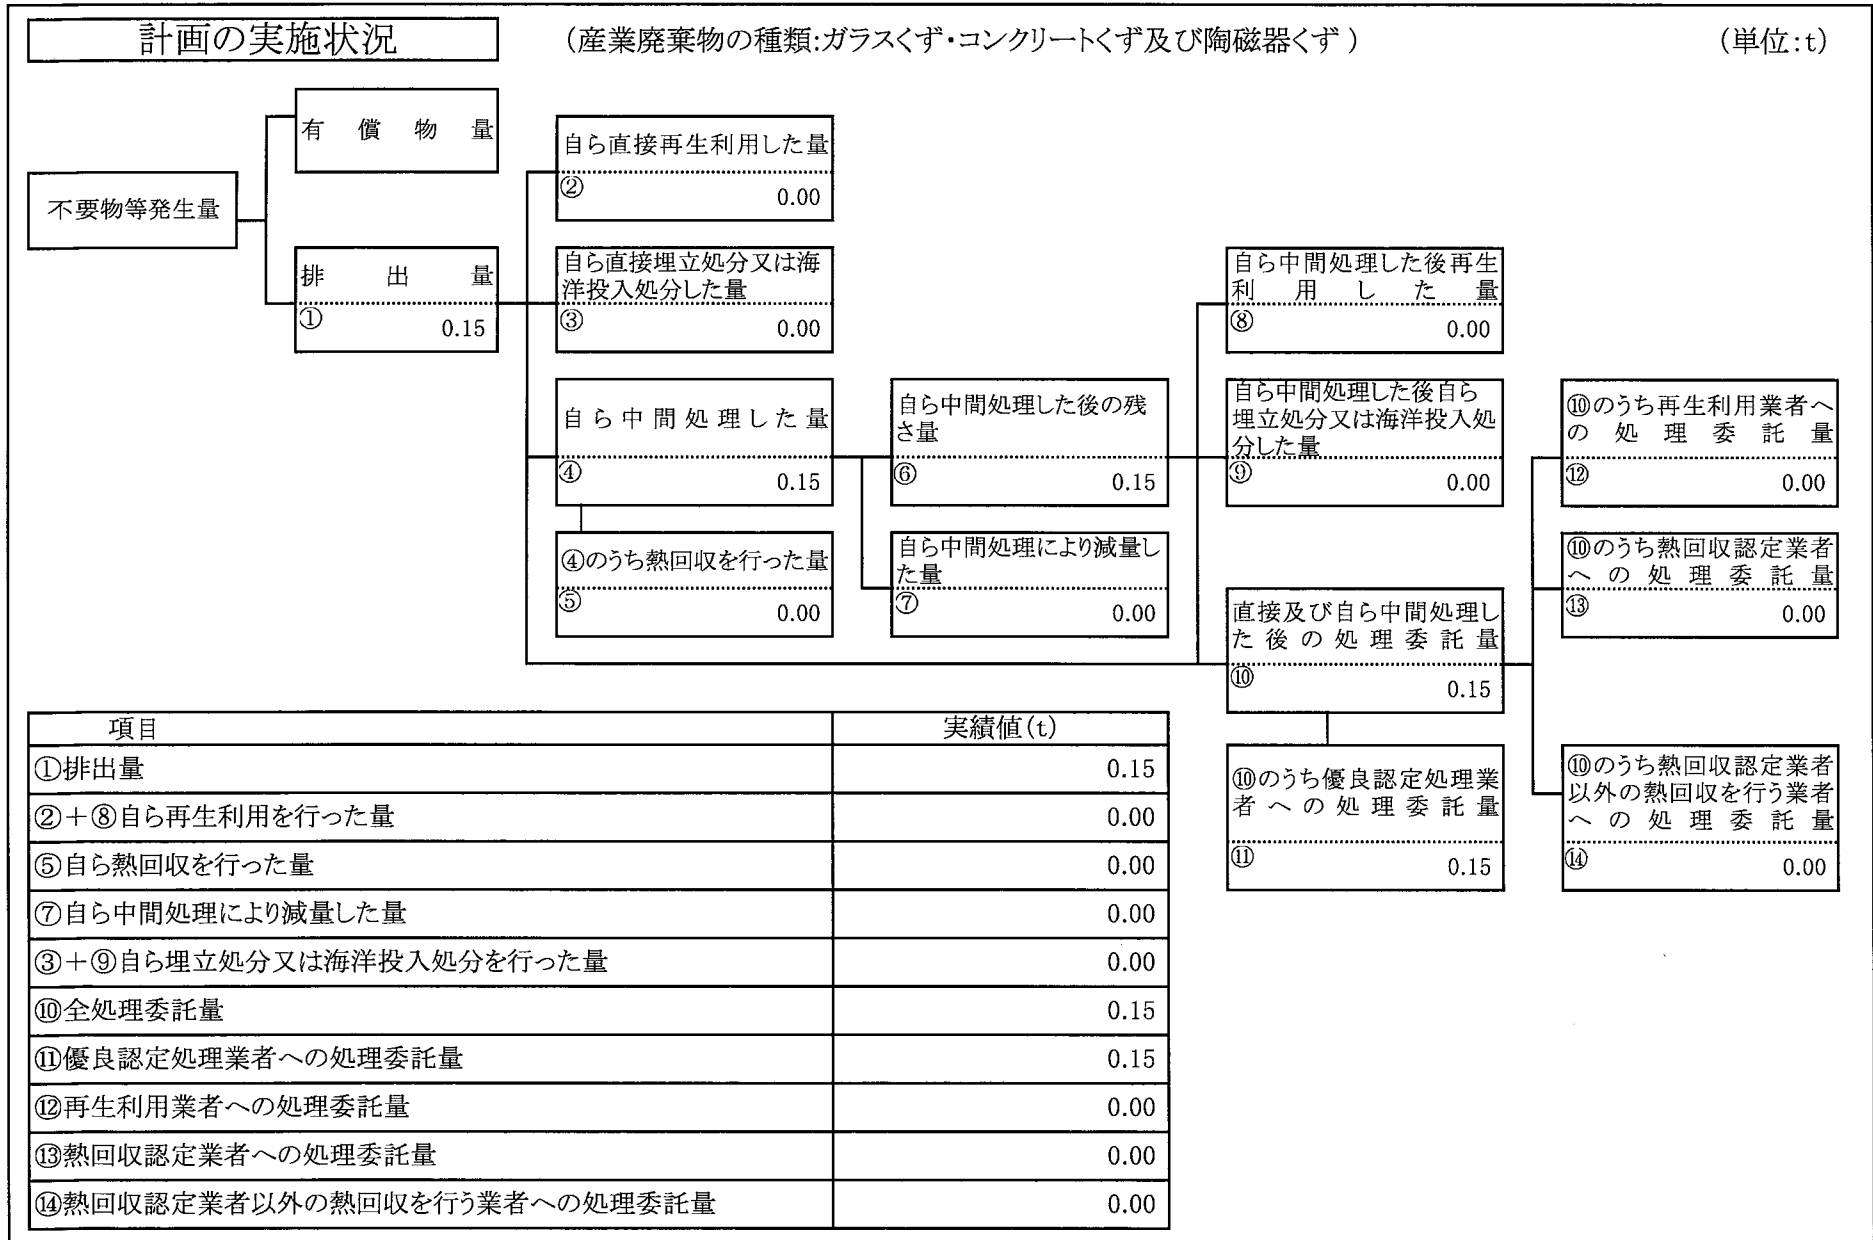 計画の実施状況
(産業廃棄物の種類:ガラスくず・コンクリートくず及び陶磁器くず)
(単位:t)
有償物量
不要物等発生量
排出量
① 0.15
自ら直接再生利用した量
② 0.00
自ら直接埋立処分又は海
洋投入処分した量
③ 0.00
自ら中間処理した量
④ 0.15
④のうち熱回収を行った量
⑤ 0.00
自ら中間処理した後の残
さ量
⑥ 0.15
自ら中間処理により減量し
た量
⑦ 0.00
自ら中間処理した後再生
利用した量
⑧ 0.00
自ら中間処理した後自ら
埋立処分又は海洋投入処
分した量
⑨ 0.00
直接及び自ら中間処理し
た後の処理委託量
⑩ 0.15
⑩のうち優良認定処理業
者への処理委託量
⑪ 0.15
⑩のうち再生利用業者へ
の処理委託量
⑫ 0.00
⑩のうち熱回収認定業者
への処理委託量
⑬ 0.00
⑩のうち熱回収認定業者
以外の熱回収を行う業者
への処理委託量
⑭ 0.00
項目 実績値(t)
①排出量 0.15
②+⑧自ら再生利用を行った量 0.00
⑤自ら熱回収を行った量 0.00
⑦自ら中間処理により減量した量 0.00
③+⑨自ら埋立処分又は海洋投入処分を行った量 0.00
⑩全処理委託量 0.15
⑪優良認定処理業者への処理委託量 0.15
⑫再生利用業者への処理委託量 0.00
⑬熱回収認定業者への処理委託量 0.00
⑭熱回収認定業者以外の熱回収を行う業者への処理委託量 0.00